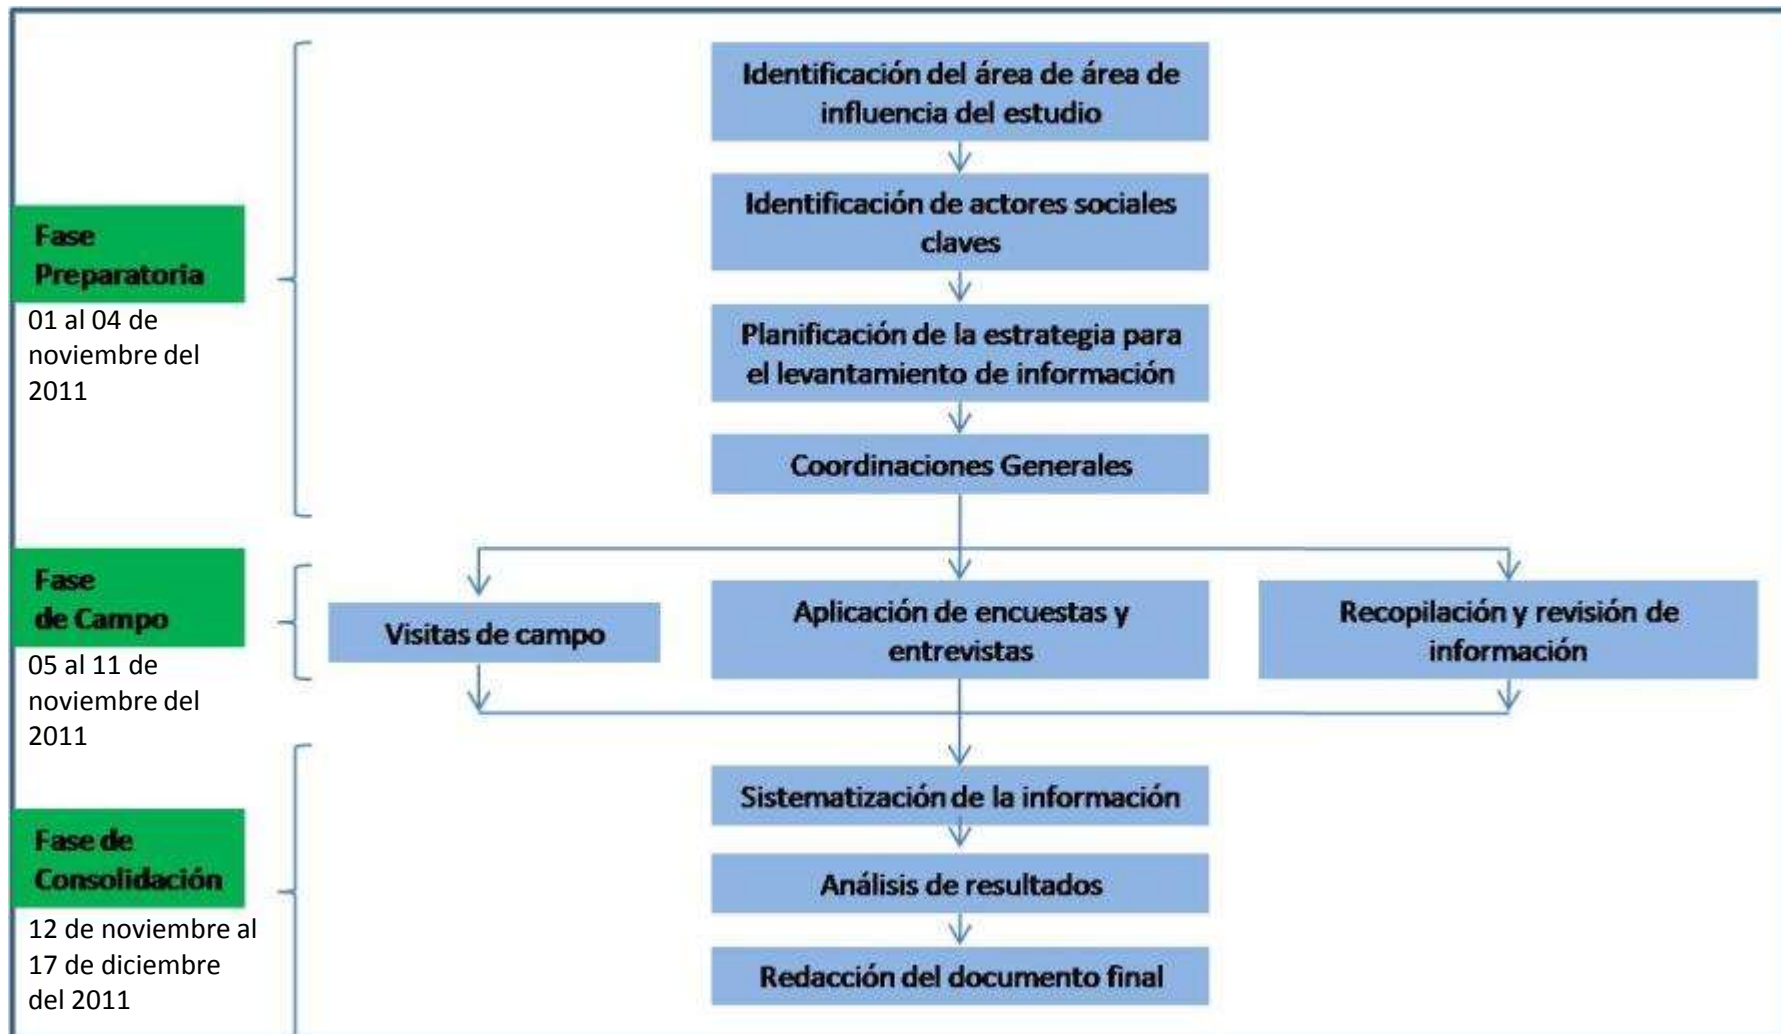 Identificación del área de área de
influencia del estudio
Identificación de actores sociales
claves
Fase
Preparatoria
01 al 04 de
noviembre del
2011
Planificación de la estrategia para
el levantamiento de información
Coordinaciones Generales
Fase
de Campo
05 al 11 de
noviembre del
2011
Visitas de campo
Aplicación de encuestas y
entrevistas
Recopilación y revisión de
información
Sistematización de la información
Fase de
Consolidación
12 de noviembre al
17 de diciembre
del 2011
Análisis de resultados
Redacción del documento final